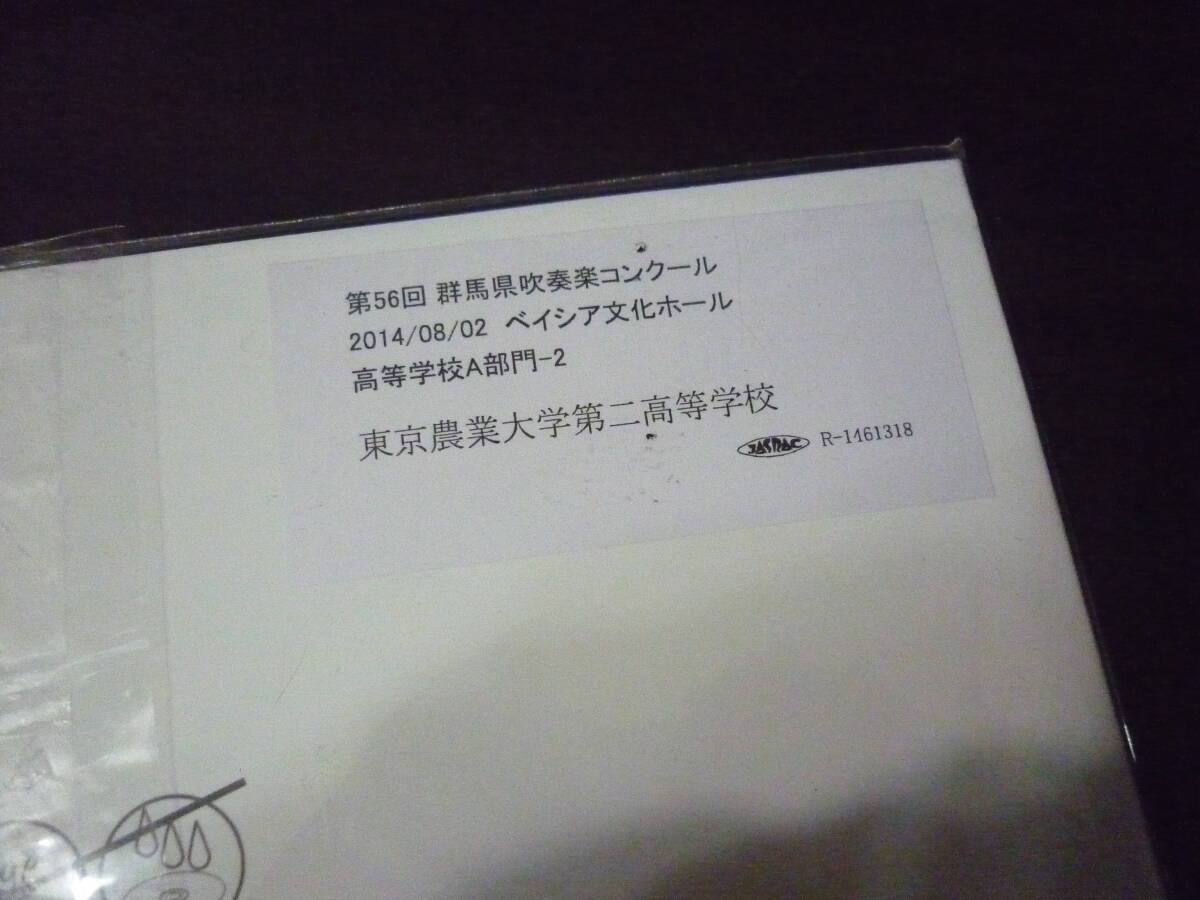 第56回 群馬県吹奏楽コンクール
2014/08/02 ベイシア文化ホール
高等学校A部門-2
東京農業大学第二高等学校
JASRAC R-1461318